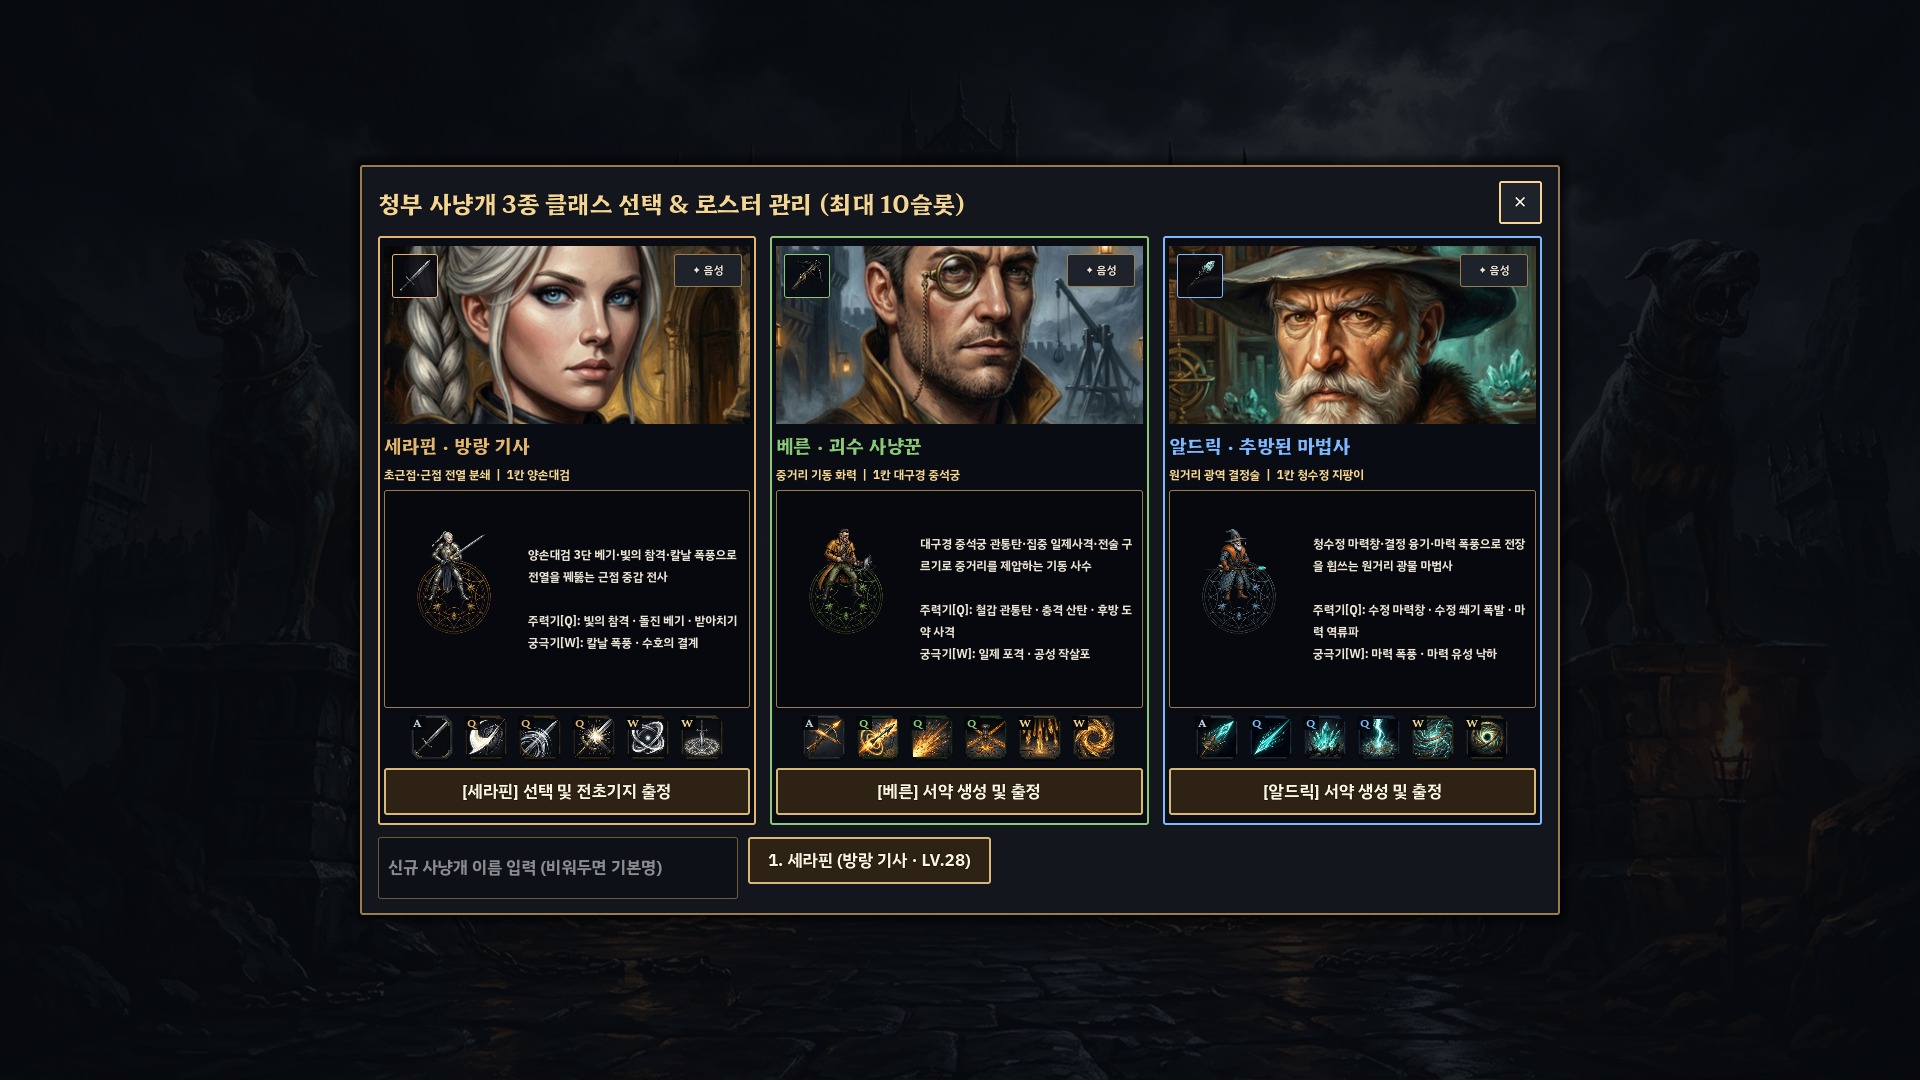 청부 사냥개 3종 클래스 선택 & 로스터 관리 (최대 10슬롯)
✕
✦ 음성
✦ 음성
✦ 음성
세라핀 · 방랑 기사
초근접·근접 전열 분쇄 | 1칸 양손대검
양손대검 3단 베기·빛의 참격·칼날 폭풍으로
전열을 꿰뚫는 근접 중갑 전사
주력기[Q]: 빛의 참격 · 돌진 베기 · 받아치기
궁극기[W]: 칼날 폭풍 · 수호의 결계
A Q Q Q W W
[세라핀] 선택 및 전초기지 출정
베른 · 괴수 사냥꾼
중거리 기동 화력 | 1칸 대구경 중석궁
대구경 중석궁 관통탄·집중 일제사격·전술 구
르기로 중거리를 제압하는 기동 사수
주력기[Q]: 철갑 관통탄 · 충격 산탄 · 후방 도
약 사격
궁극기[W]: 일제 포격 · 공성 작살포
A Q Q Q W W
[베른] 서약 생성 및 출정
알드릭 · 추방된 마법사
원거리 광역 결정술 | 1칸 청수정 지팡이
청수정 마력창·결정 융기·마력 폭풍으로 전장
을 휩쓰는 원거리 광물 마법사
주력기[Q]: 수정 마력창 · 수정 쐐기 폭발 · 마
력 역류파
궁극기[W]: 마력 폭풍 · 마력 유성 낙하
A Q Q Q W W
[알드릭] 서약 생성 및 출정
신규 사냥개 이름 입력 (비워두면 기본명)
1. 세라핀 (방랑 기사 · LV.28)